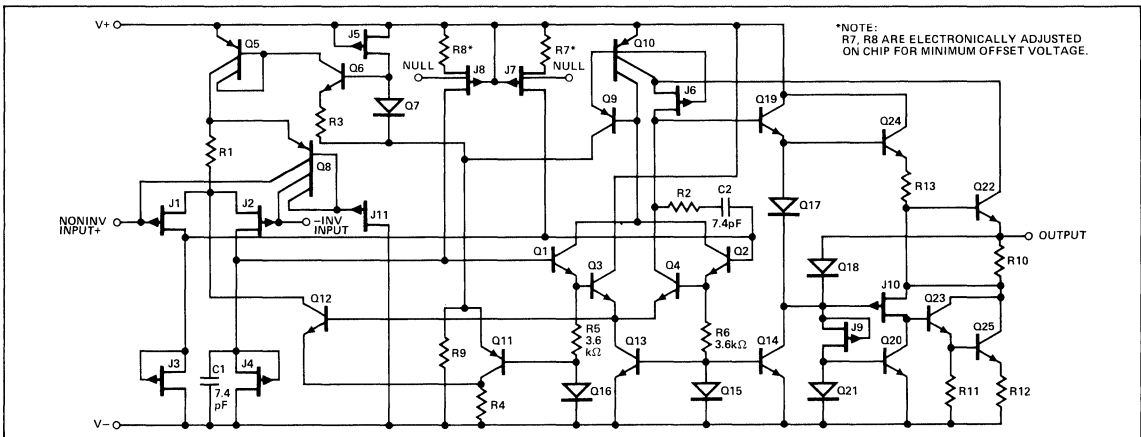 V+
Q5
J5
Q6
R8*
R7*
NULL
J8
J7
NULL
Q10
*NOTE:
R7, R8 ARE ELECTRONICALLY ADJUSTED
ON CHIP FOR MINIMUM OFFSET VOLTAGE.
Q7
Q9
J6
Q19
Q24
R3
R1
Q8
R13
Q22
R2
C2
7.4pF
Q17
NONINV
INPUT+
J1
J2
-INV
INPUT
J11
OUTPUT
Q1
Q3
Q4
Q2
Q18
R10
J10
Q23
Q12
R5
3.6
kΩ
R6
3.6kΩ
J9
Q25
R9
Q11
Q13
Q14
Q20
J3
C1
7.4
pF
J4
R4
Q16
Q15
Q21
R11
R12
V-